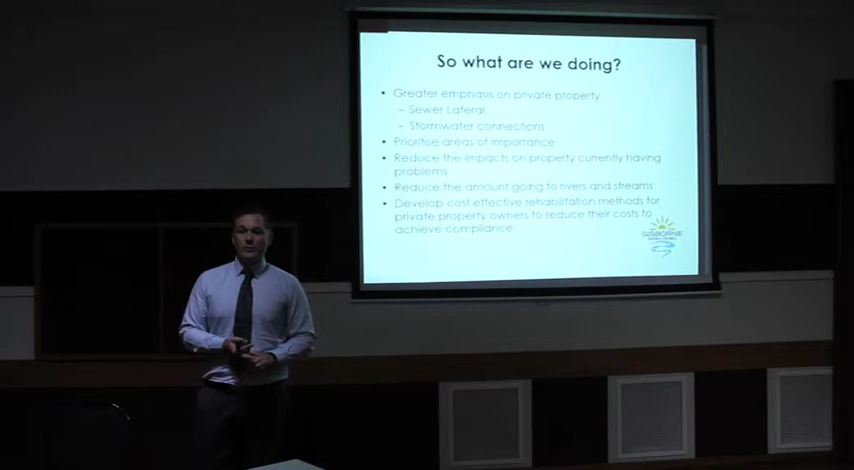 So what are we doing?
• Greater emphasis on private property
– Sewer Lateral
– Stormwater connections
• Prioritise areas of importance
• Reduce the impacts on property currently having
problems
• Reduce the amount going to rivers and streams
• Develop cost effective rehabilitation methods for
private property owners to reduce their costs to
achieve compliance
GISBORNE